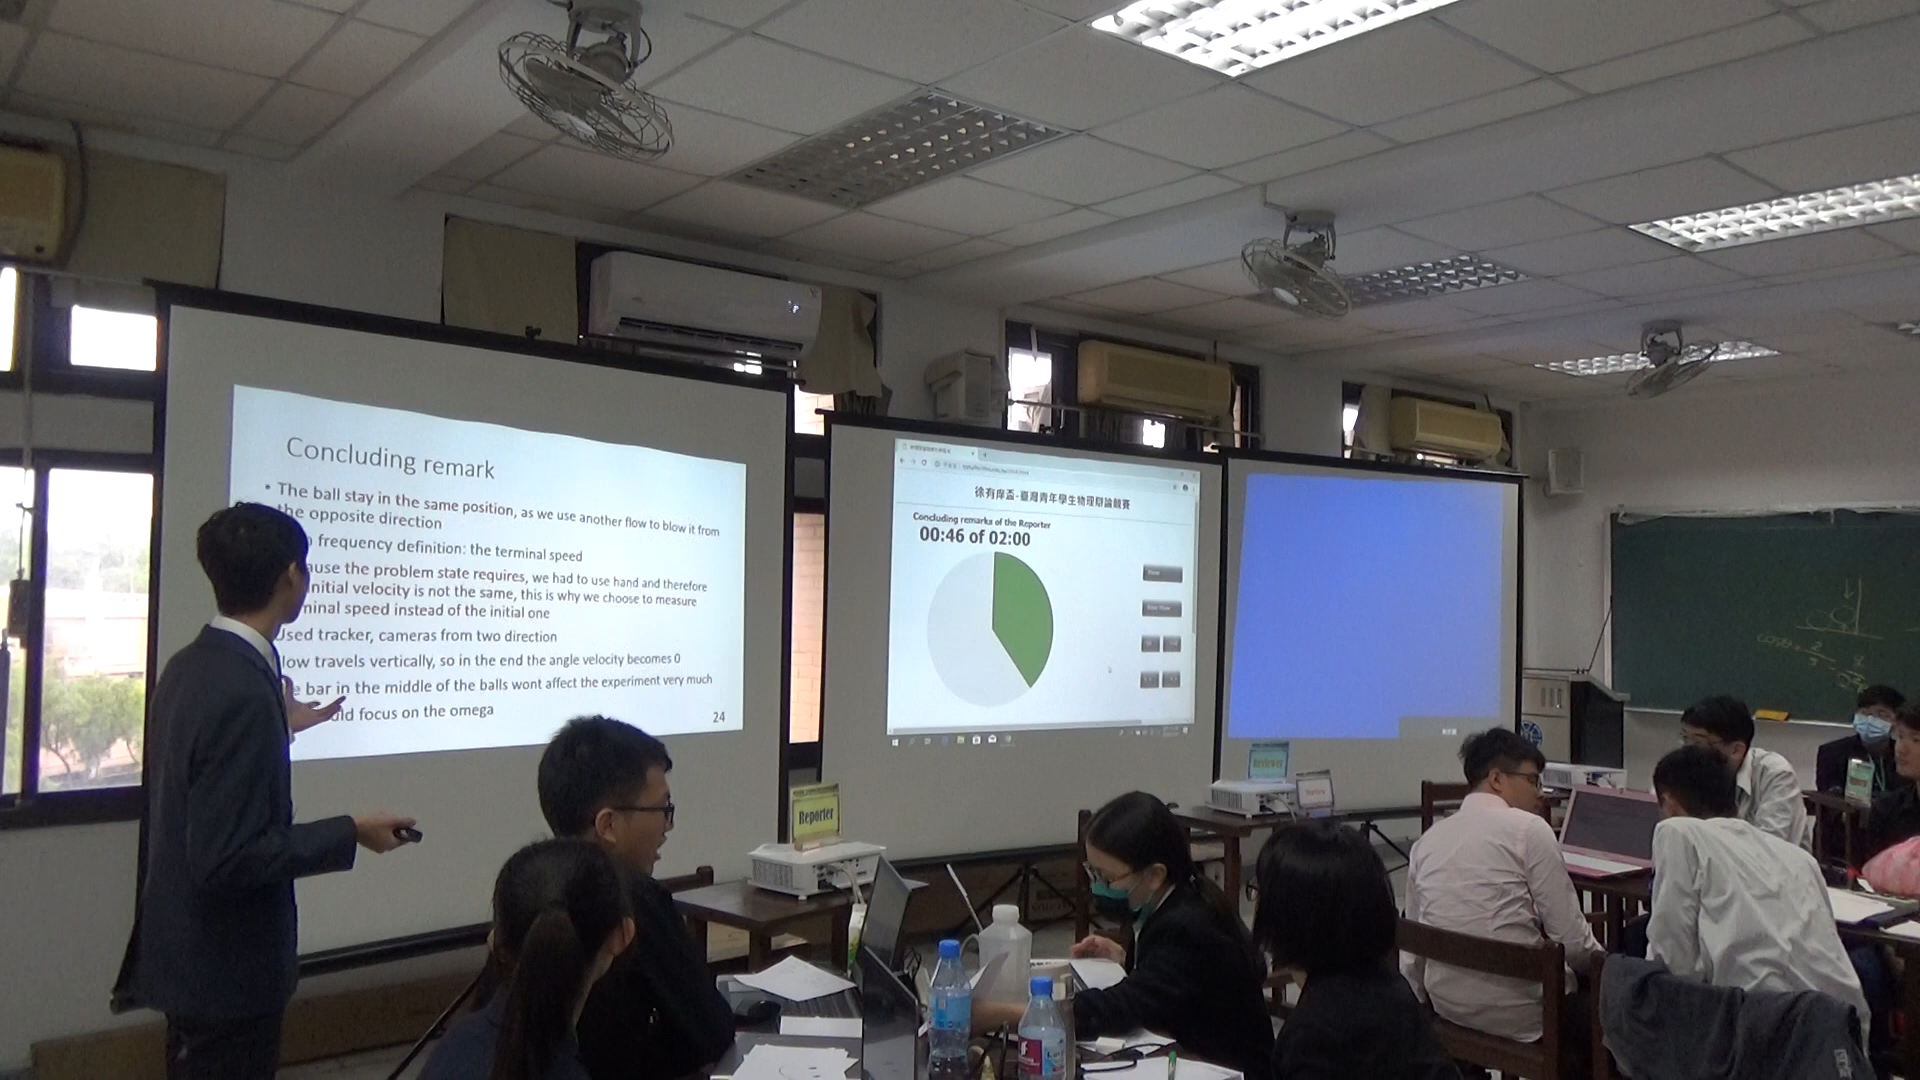 Concluding remark
• The ball stay in the same position, as we use another flow to blow it from
the opposite direction
frequency definition: the terminal speed
ause the problem state requires, we had to use hand and therefore
initial velocity is not the same, this is why we choose to measure
minal speed instead of the initial one
Used tracker, cameras from two direction
low travels vertically, so in the end the angle velocity becomes 0
e bar in the middle of the balls wont affect the experiment very much
uld focus on the omega
24
徐有庠盃-臺灣青年學生物理辯論競賽
Concluding remarks of the Reporter
00:46 of 02:00
Reporter
Reviewer